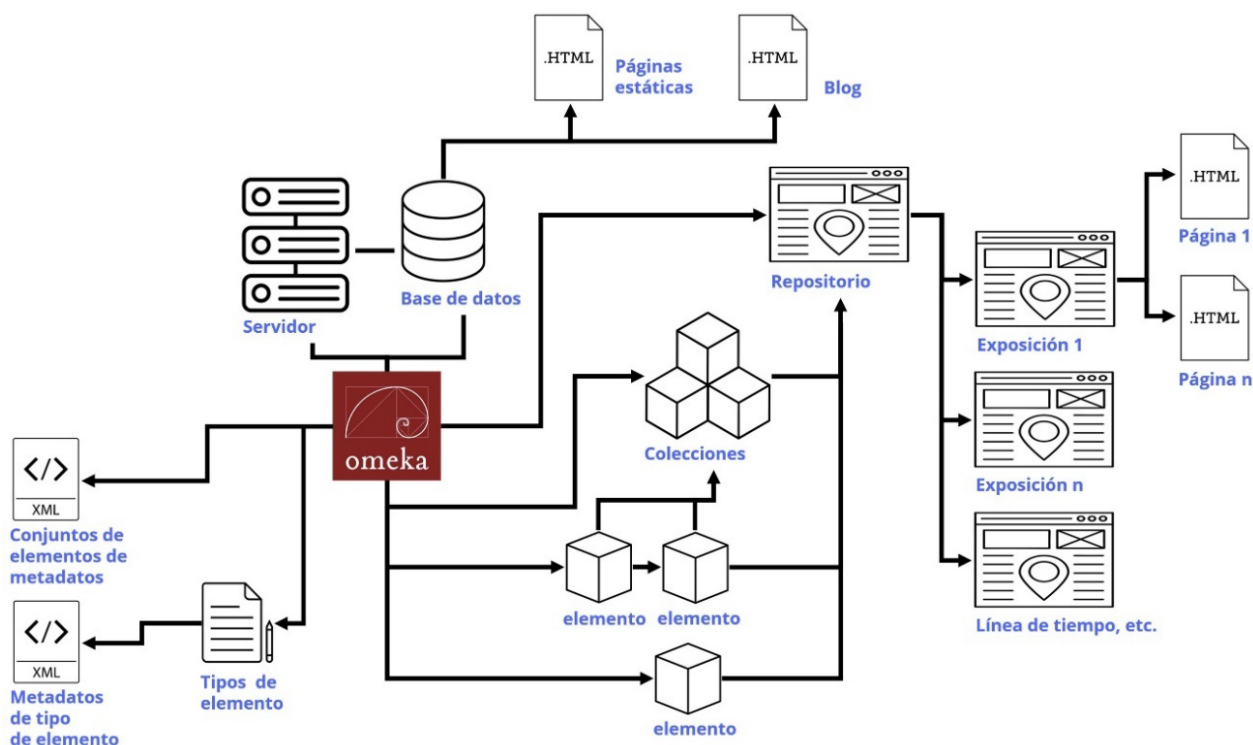 .HTML
Páginas
estáticas
.HTML
Blog
Servidor
Base de datos
Repositorio
.HTML
Página 1
Exposición 1
.HTML
Página n
omeka
Colecciones
Exposición n
</>
XML
Conjuntos de
elementos de
metadatos
elemento
elemento
Línea de tiempo, etc.
</>
XML
Metadatos
de tipo
de elemento
Tipos de
elemento
elemento